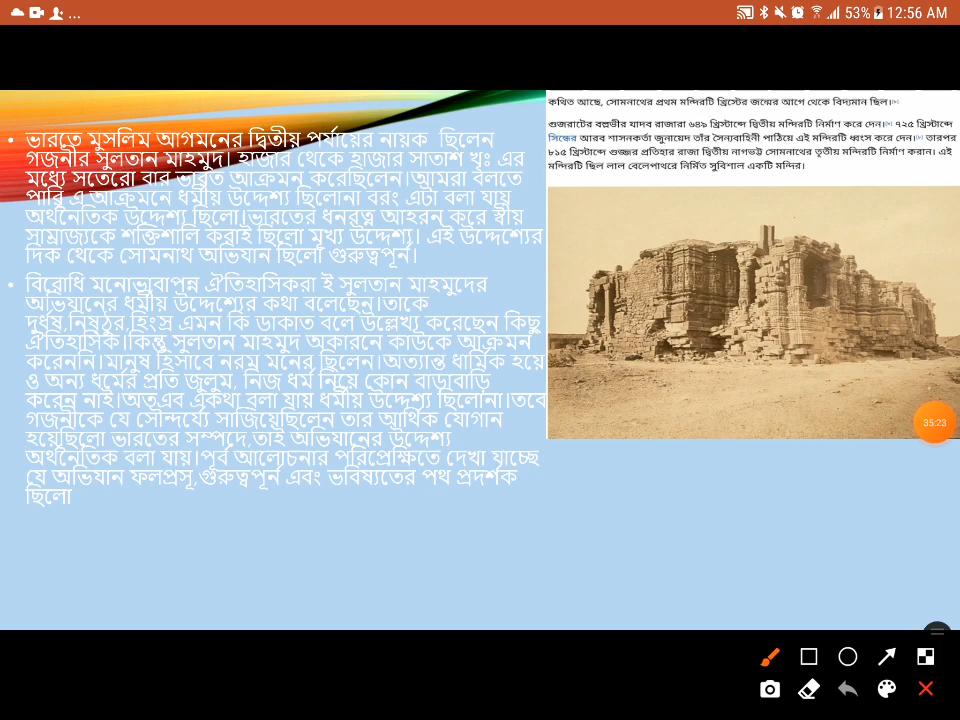 ... 53% 12:56 AM
• ভারতে মুসলিম আগমনের দ্বিতীয় পর্যায়ের নায়ক ছিলেন
গজনীর সুলতান মাহমুদ। হাজার থেকে হাজার সাতাশ খৃঃ এর
মধ্যে সতেরো বার ভারত আক্রমন করেছিলেন।আমরা বলতে
পারি এ আক্রমনে ধর্মীয় উদ্দেশ্য ছিলোনা বরং এটা বলা যায়
অর্থনৈতিক উদ্দেশ্য ছিলো।ভারতের ধনরত্ন আহরন করে স্বীয়
সাম্রাজ্যকে শক্তিশালি করাই ছিলো মুখ্য উদ্দেশ্য। এই উদ্দেশ্যের
দিক থেকে সোমনাথ অভিযান ছিলো গুরুত্বপূর্ন।
• বিরোধি মনোভাবাপন্ন ঐতিহাসিকরা ই সুলতান মাহমুদের
অভিযানের ধর্মীয় উদ্দেশ্যের কথা বলেছেন।তাকে
দুর্ধষ,নিষ্ঠুর,হিংস্র এমন কি ডাকাত বলে উল্লেখ্য করেছেন কিছু
ঐতিহাসিক।কিন্তু সুলতান মাহমুদ অকারনে কাউকে আক্রমন
করেননি।মানুষ হিসাবে নরম মনের ছিলেন।অত্যান্ত ধার্মিক হয়ে
ও অন্য ধর্মের প্রতি জুলুম, নিজ ধর্ম নিয়ে কোন বাড়াবাড়ি
করেন নাই।অতএব একথা বলা যায় ধর্মীয় উদ্দেশ্য ছিলোনা।তবে
গজনীকে যে সৌন্দর্য্যে সাজিয়েছিলেন তার আর্থিক যোগান
হয়েছিলো ভারতের সম্পদে,তাই অভিযানের উদ্দেশ্য
অর্থনৈতিক বলা যায়।পূর্ব আলোচনার পরিপ্রেক্ষিতে দেখা যাচ্ছে
যে অভিযান ফলপ্রসূ,গুরুত্বপূর্ন এবং ভবিষ্যতের পথ প্রদর্শক
ছিলো
কথিত আছে, সোমনাথের প্রথম মন্দিরটি খ্রিস্টের জন্মের আগে থেকে বিদ্যমান ছিল।
গুজরাটের বল্লভীর যাদব রাজারা ৬৪৯ খ্রিস্টাব্দে দ্বিতীয় মন্দিরটি নির্মাণ করে দেন। ৭২৫ খ্রিস্টাব্দে
সিন্ধের আরব শাসনকর্তা জুনায়েদ তাঁর সৈন্যবাহিনী পাঠিয়ে এই মন্দিরটি ধ্বংস করে দেন। তারপর
৮১৫ খ্রিস্টাব্দে গুজ্জর প্রতিহার রাজা দ্বিতীয় নাগভট্ট সোমনাথের তৃতীয় মন্দিরটি নির্মাণ করান। এই
মন্দিরটি ছিল লাল বেলেপাথরে নির্মিত সুবিশাল একটি মন্দির।
35:23